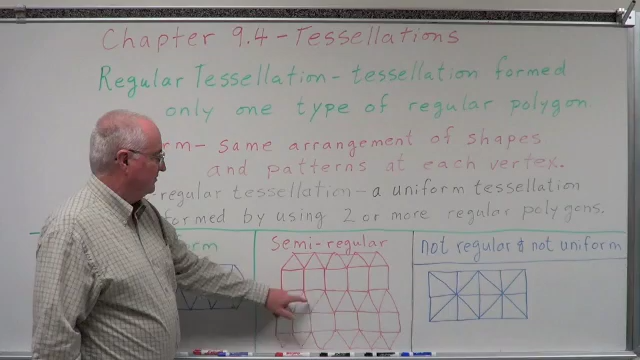 Chapter 9.4 - Tessellations
Regular Tessellation - tessellation formed
only one type of regular polygon
rm - same arrangement of shapes
and patterns at each vertex.
-regular tessellation - a uniform tessellation
formed by using 2 or more regular polygons.
rm
Semi-regular
not regular & not uniform